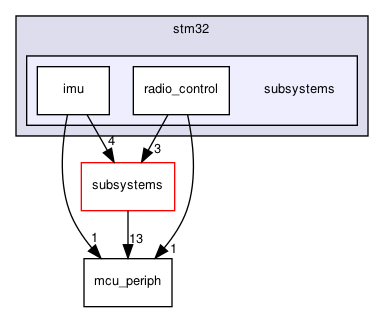 stm32
imu
radio_control
subsystems
4
3
subsystems
1
13
1
mcu_periph